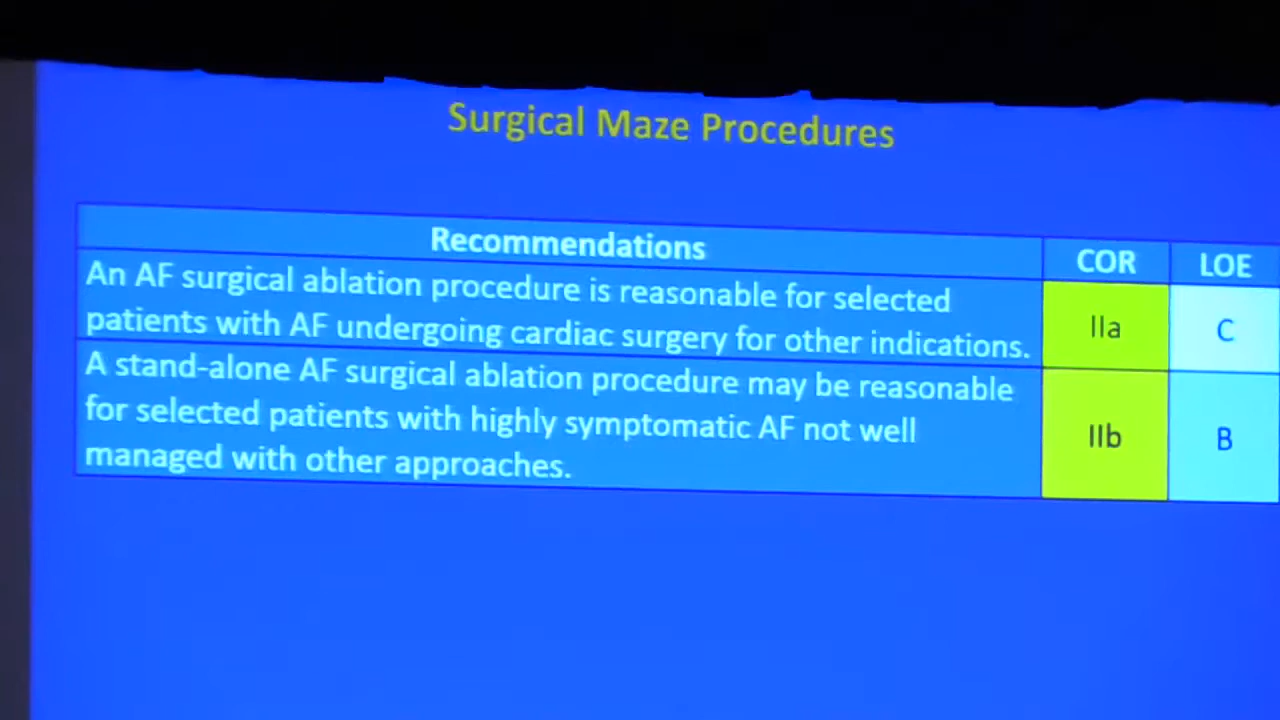 Surgical Maze Procedures
Recommendations COR LOE
An AF surgical ablation procedure is reasonable for selected
patients with AF undergoing cardiac surgery for other indications.
IIa C
A stand-alone AF surgical ablation procedure may be reasonable
for selected patients with highly symptomatic AF not well
managed with other approaches.
IIb B